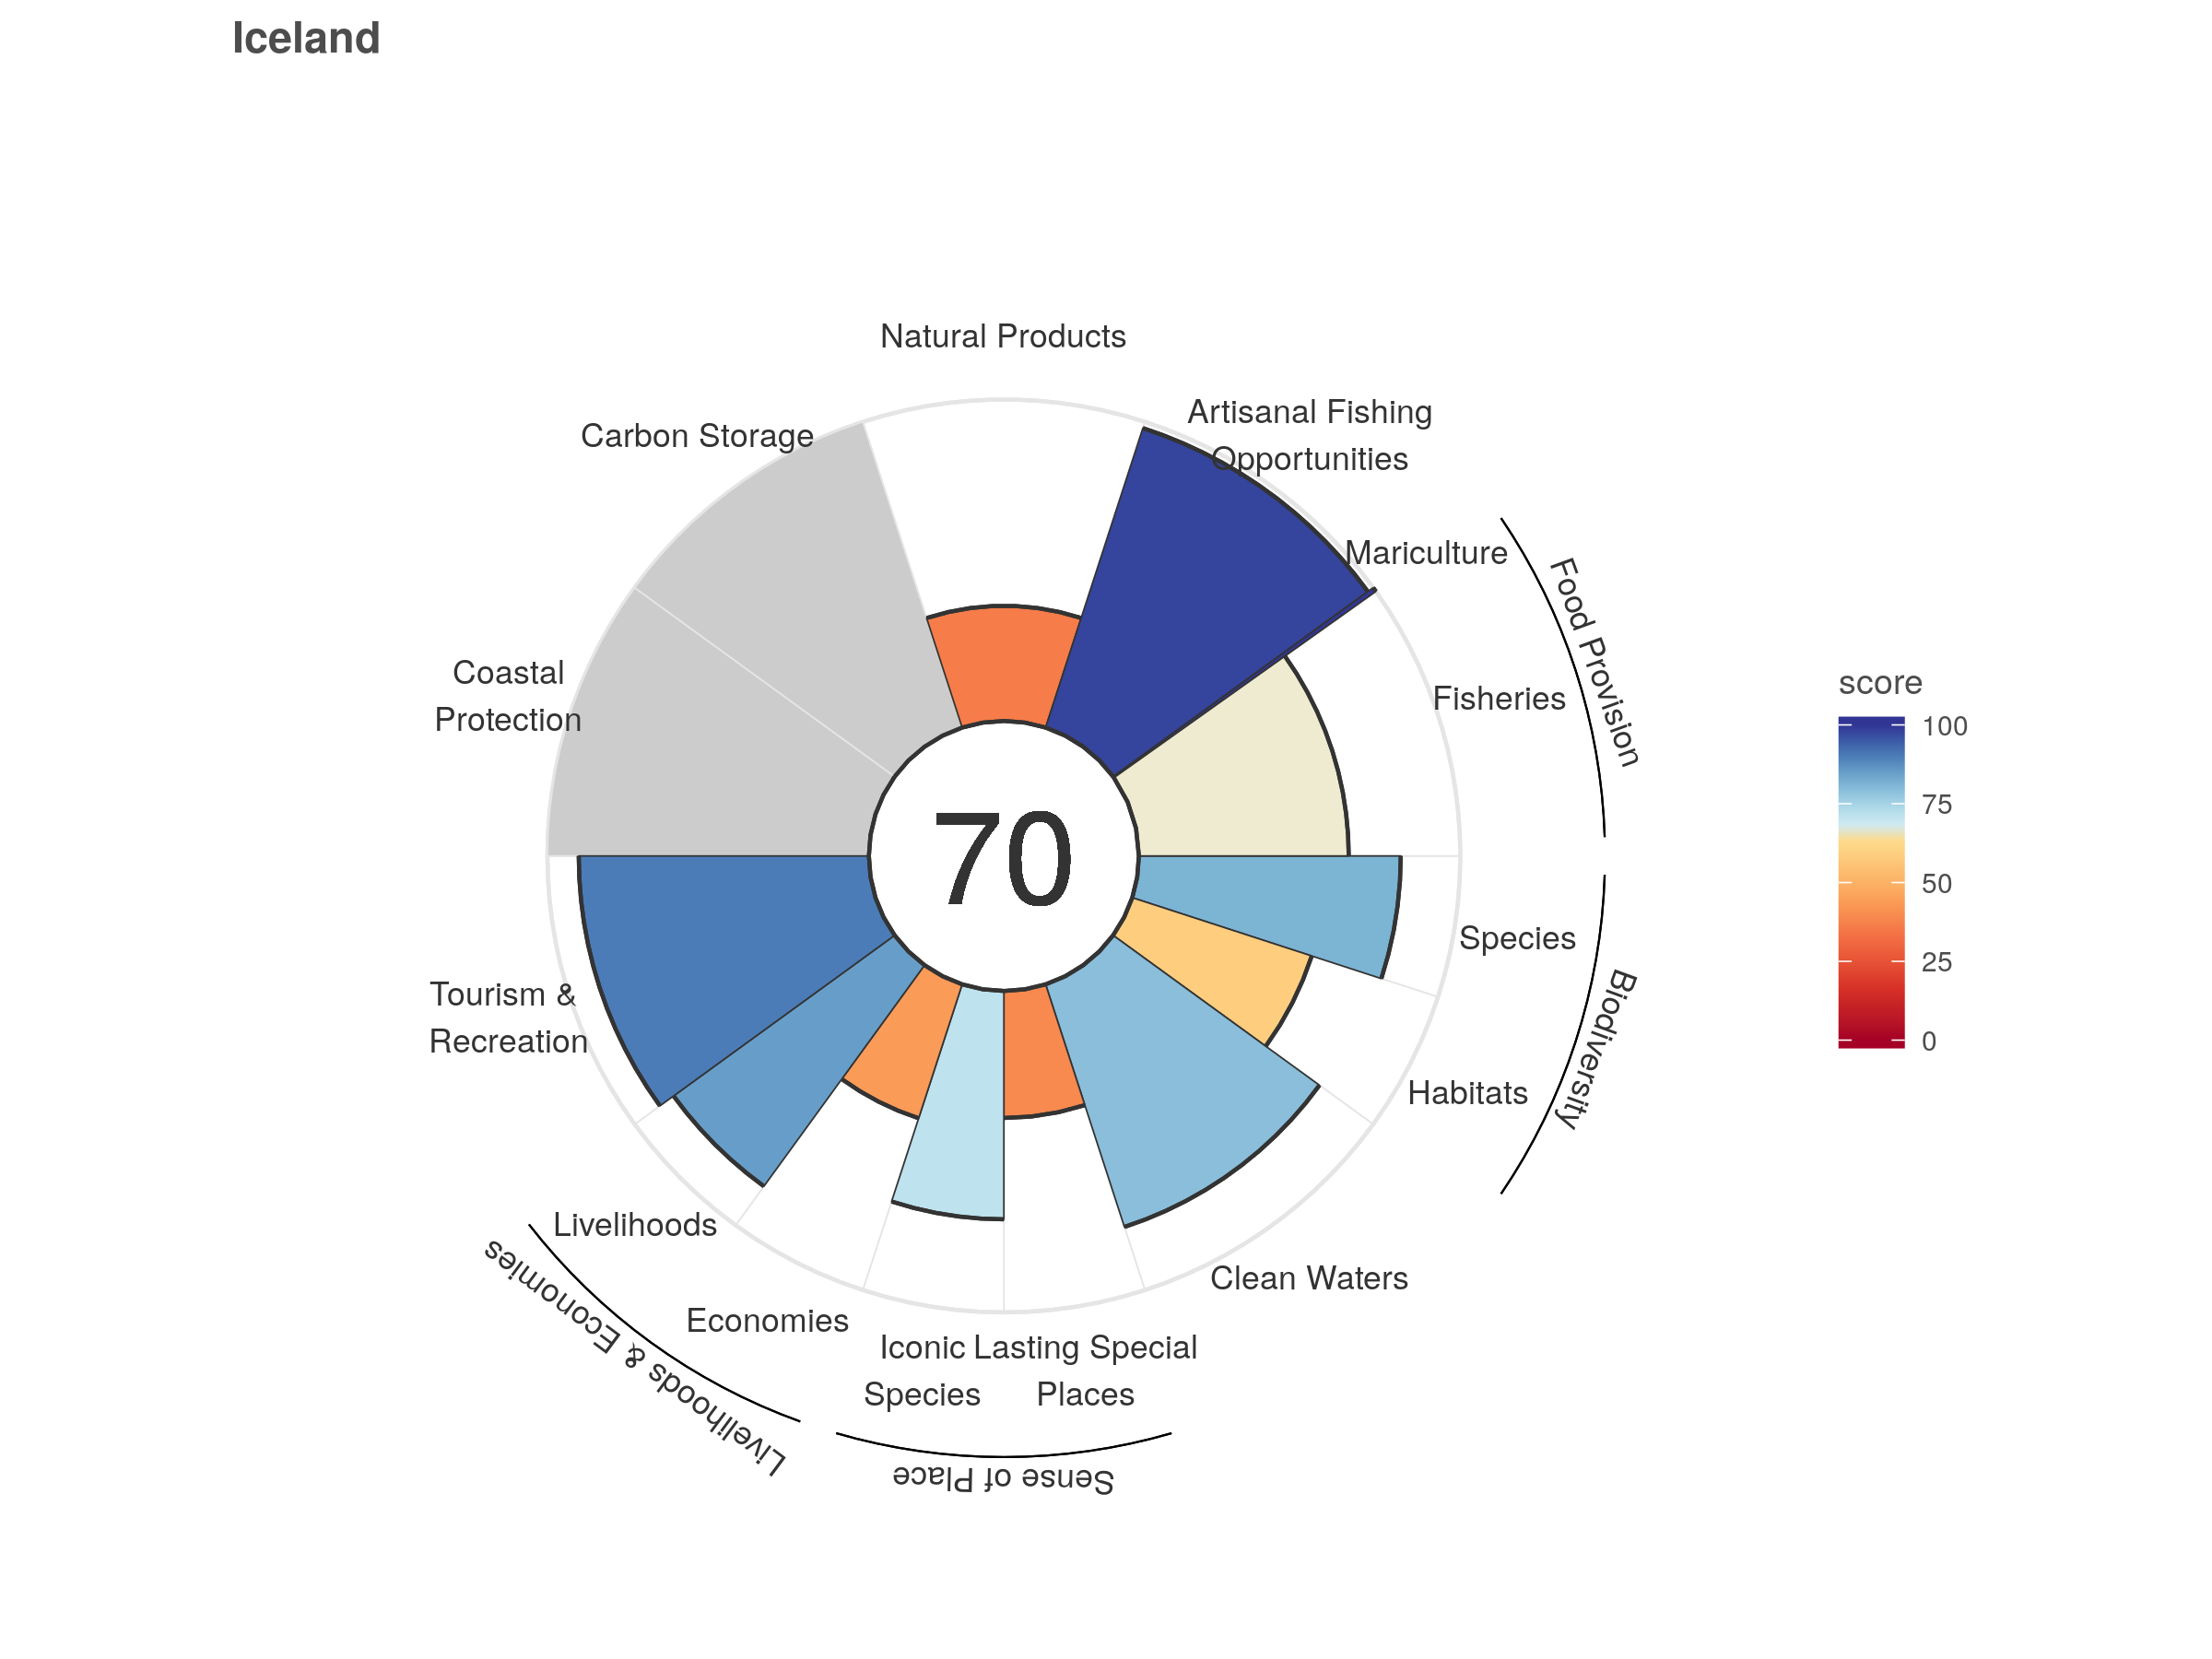 Iceland
Natural Products
Artisanal Fishing
Opportunities
Carbon Storage
Mariculture
Food Provision
Coastal
Protection
Fisheries
score
100
75
50
25
0
70
Species
Biodiversity
Tourism &
Recreation
Habitats
Livelihoods
Clean Waters
Livelihoods & Economies
Economies
Iconic
Species
Lasting Special
Places
Sense of Place